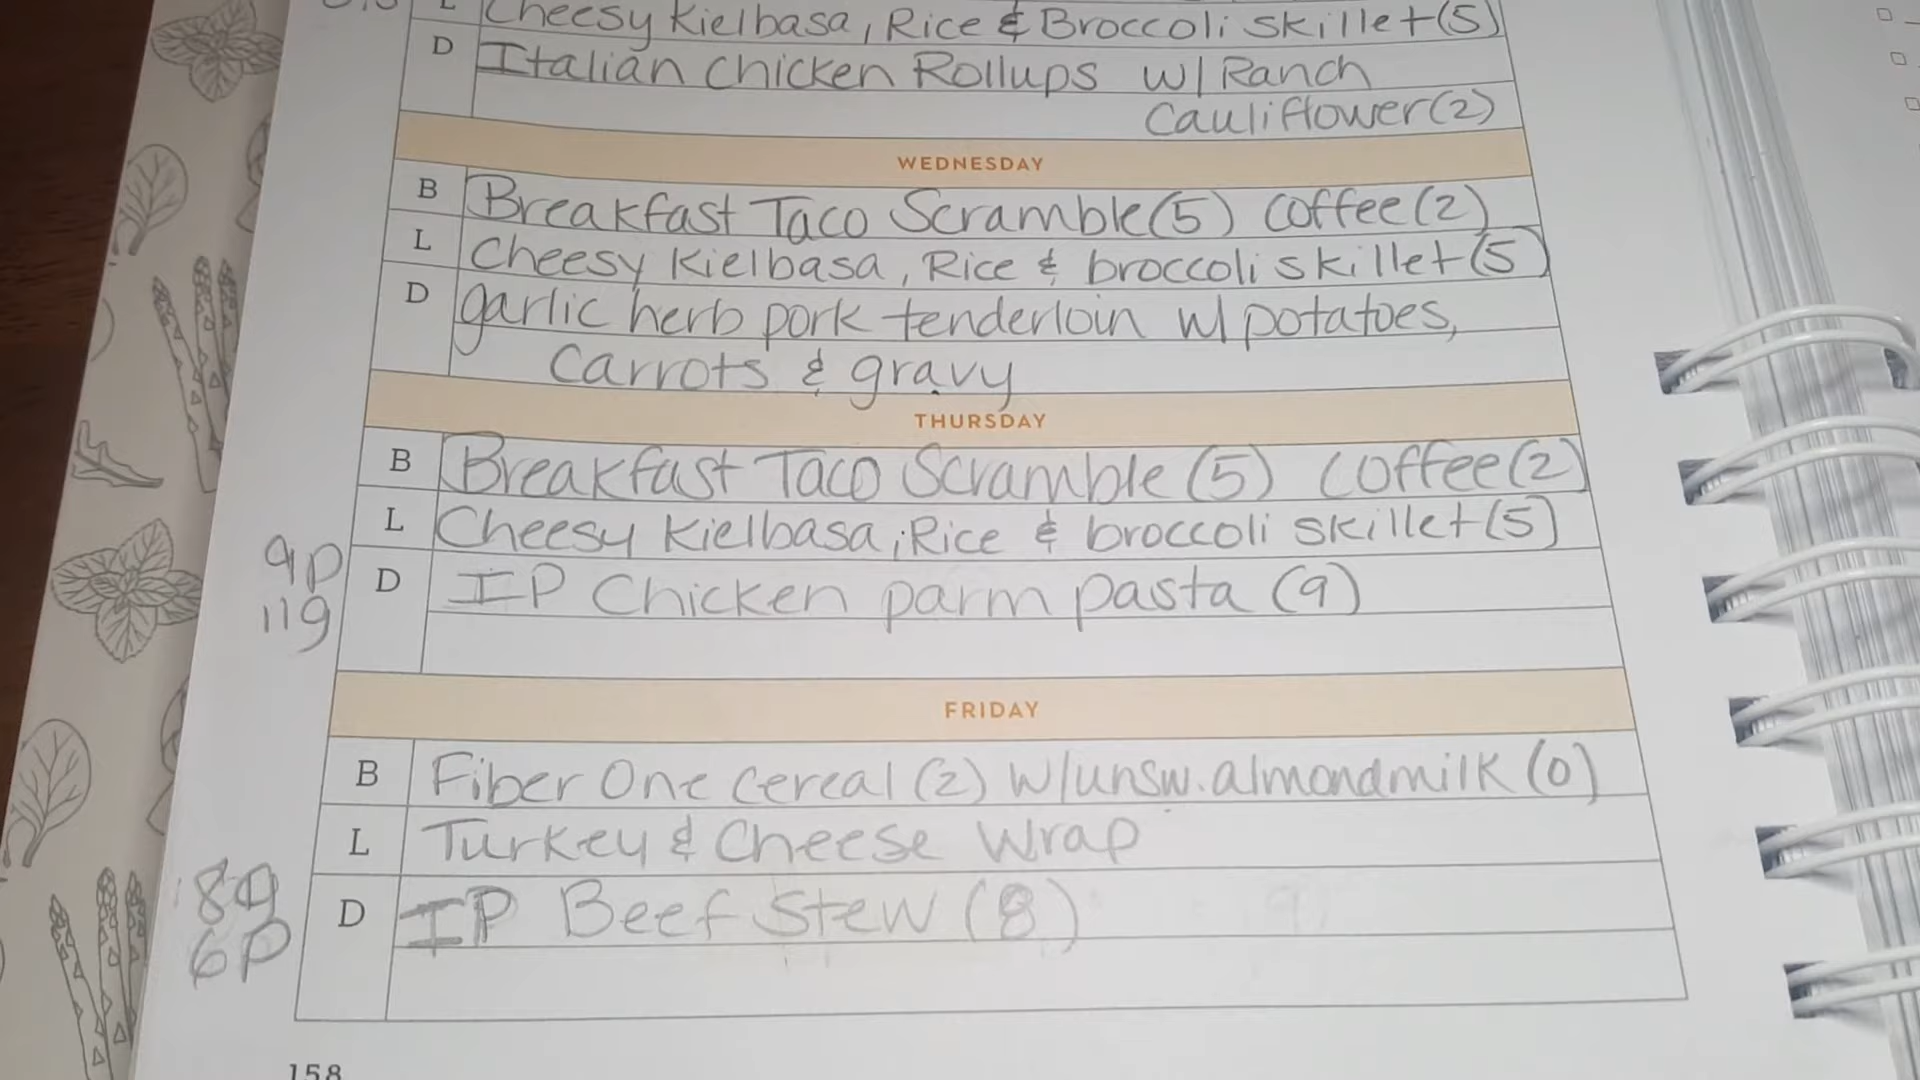 L Cheesy Kielbasa, Rice & Broccoli Skillet (5)
D Italian Chicken Rollups w/ Ranch
Cauliflower (2)
WEDNESDAY
B Breakfast Taco Scramble (5) Coffee (2)
L Cheesy Kielbasa, Rice & broccoli skillet (5)
D garlic herb pork tenderloin w/ potatoes,
Carrots & gravy
THURSDAY
B Breakfast Taco Scramble (5) Coffee (2)
L Cheesy Kielbasa, Rice & broccoli skillet (5)
9p
D IP Chicken parm pasta (9)
11g
FRIDAY
B Fiber One Cereal (2) w/unsw. almondmilk (0)
L Turkey & Cheese Wrap
8g
D IP Beef Stew (8)
6p
158